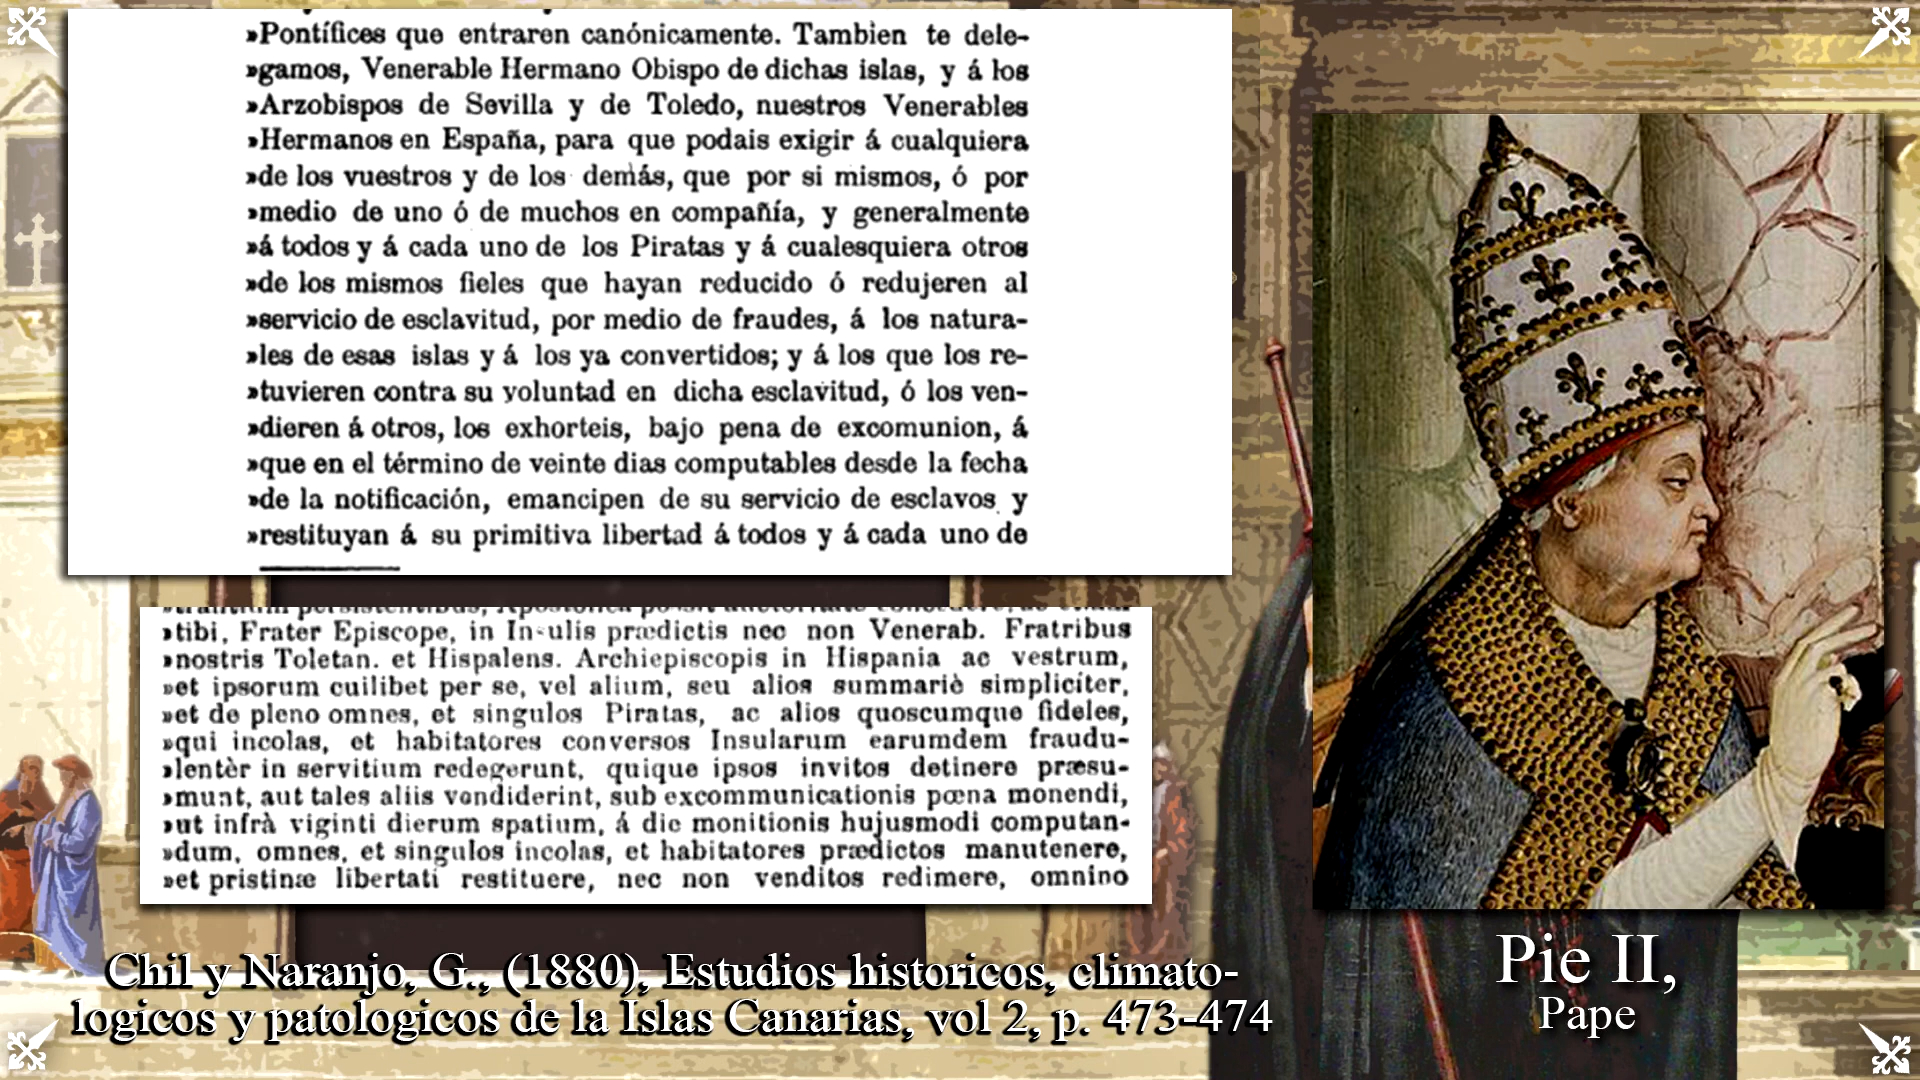 »Pontífices que entraren canónicamente. Tambien te dele-
»gamos, Venerable Hermano Obispo de dichas islas, y á los
»Arzobispos de Sevilla y de Toledo, nuestros Venerables
»Hermanos en España, para que podais exigir á cualquiera
»de los vuestros y de los demás, que por si mismos, ó por
»medio de uno ó de muchos en compañía, y generalmente
»á todos y á cada uno de los Piratas y á cualesquiera otros
»de los mismos fieles que hayan reducido ó redujeren al
»servicio de esclavitud, por medio de fraudes, á los natura-
»les de esas islas y á los ya convertidos; y á los que los re-
»tuvieren contra su voluntad en dicha esclavitud, ó los ven-
»dieren á otros, los exhorteis, bajo pena de excomunion, á
»que en el término de veinte dias computables desde la fecha
»de la notificación, emancipen de su servicio de esclavos y
»restituyan á su primitiva libertad á todos y á cada uno de
»tibi, Frater Episcope, in Insulis prædictis nec non Venerab. Fratribus
»nostris Toletan. et Hispalens. Archiepiscopis in Hispania ac vestrum,
»et ipsorum cuilibet per se, vel alium, seu alios summariè simpliciter,
»et de pleno omnes, et singulos Piratas, ac alios quoscumque fideles,
»qui incolas, et habitatores conversos Insularum earumdem fraudu-
»lentèr in servitium redegerunt, quique ipsos invitos detinere præsu-
»munt, aut tales aliis vendiderint, sub excommunicationis pœna monendi,
»ut infrà viginti dierum spatium, á die monitionis hujusmodi computan-
»dum, omnes, et singulos incolas, et habitatores prædictos manutenere,
»et pristinæ libertati restituere, nec non venditos redimere, omnino
Chil y Naranjo, G., (1880), Estudios historicos, climato-
logicos y patologicos de la Islas Canarias, vol 2, p. 473-474
Pie II,
Pape